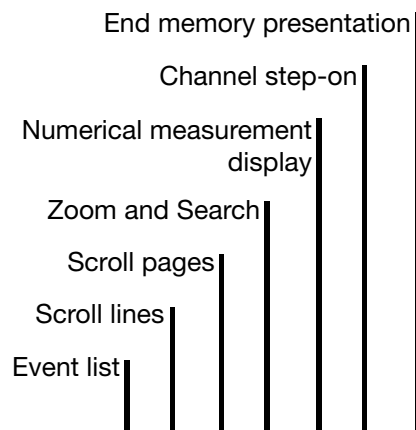 End memory presentation
Channel step-on
Numerical measurement
display
Zoom and Search
Scroll pages
Scroll lines
Event list